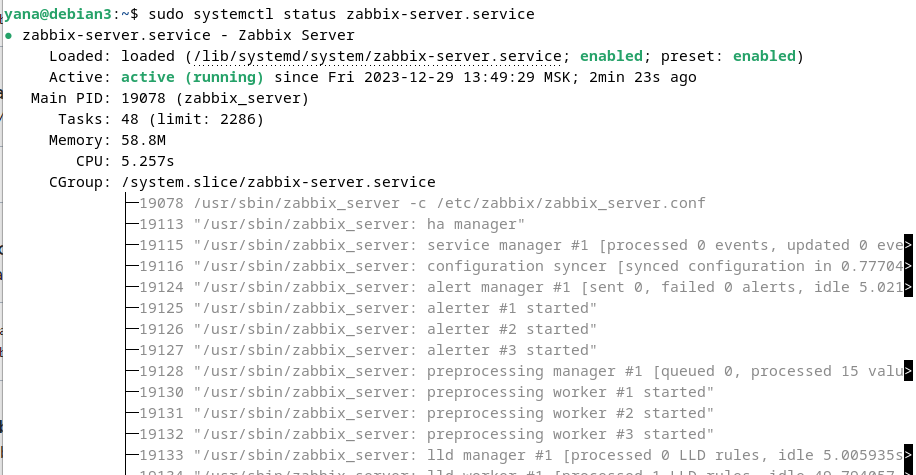 yana@debian3:~$ sudo systemctl status zabbix-server.service
● zabbix-server.service - Zabbix Server
Loaded: loaded (/lib/systemd/system/zabbix-server.service; enabled; preset: enabled)
Active: active (running) since Fri 2023-12-29 13:49:29 MSK; 2min 23s ago
Main PID: 19078 (zabbix_server)
Tasks: 48 (limit: 2286)
Memory: 58.8M
CPU: 5.257s
CGroup: /system.slice/zabbix-server.service
├─19078 /usr/sbin/zabbix_server -c /etc/zabbix/zabbix_server.conf
├─19113 "/usr/sbin/zabbix_server: ha manager"
├─19115 "/usr/sbin/zabbix_server: service manager #1 [processed 0 events, updated 0 eve>
├─19116 "/usr/sbin/zabbix_server: configuration syncer [synced configuration in 0.77704>
├─19124 "/usr/sbin/zabbix_server: alert manager #1 [sent 0, failed 0 alerts, idle 5.021>
├─19125 "/usr/sbin/zabbix_server: alerter #1 started"
├─19126 "/usr/sbin/zabbix_server: alerter #2 started"
├─19127 "/usr/sbin/zabbix_server: alerter #3 started"
├─19128 "/usr/sbin/zabbix_server: preprocessing manager #1 [queued 0, processed 15 valu>
├─19130 "/usr/sbin/zabbix_server: preprocessing worker #1 started"
├─19131 "/usr/sbin/zabbix_server: preprocessing worker #2 started"
├─19132 "/usr/sbin/zabbix_server: preprocessing worker #3 started"
├─19133 "/usr/sbin/zabbix_server: lld manager #1 [processed 0 LLD rules, idle 5.005935s>